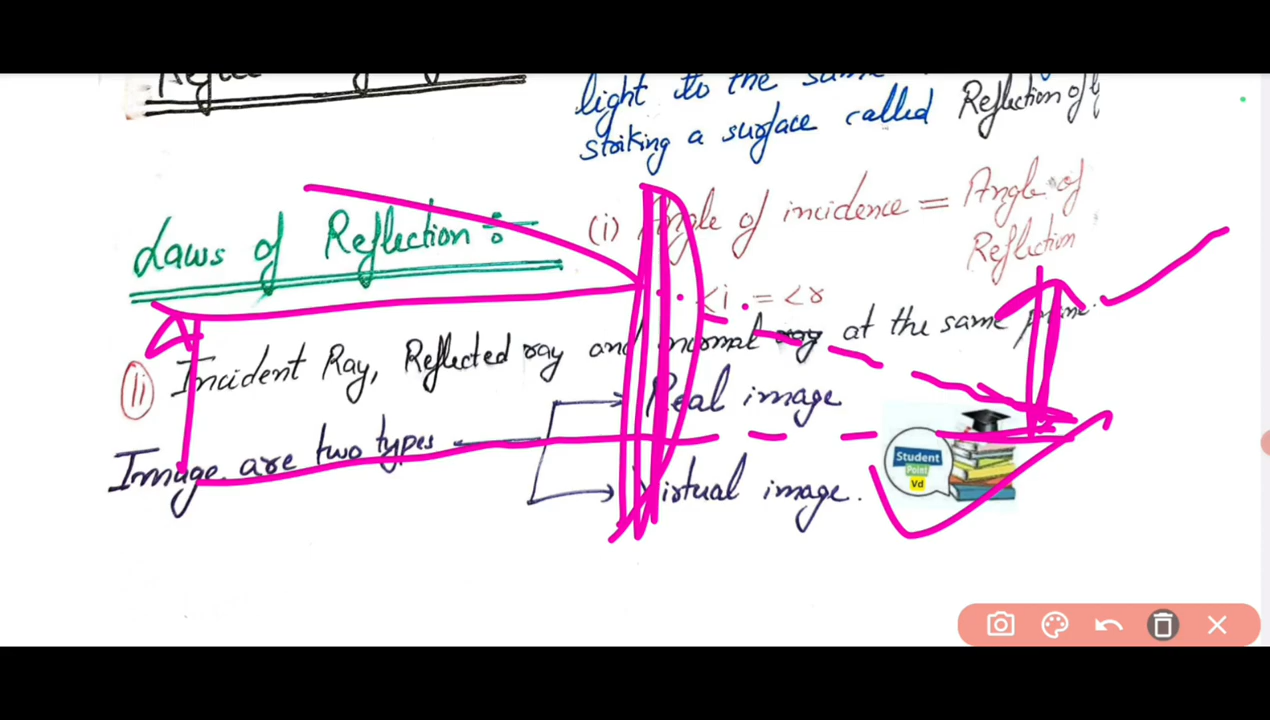 light to the same
striking a surface called Reflection of
Laws of Reflection :-
(i) Angle of incidence = Angle of
Reflection
<i = <r
(ii) Incident Ray, Reflected ray and normal at the same plane.
Image are two types
Real image
Virtual image.
Student
Point
Vd